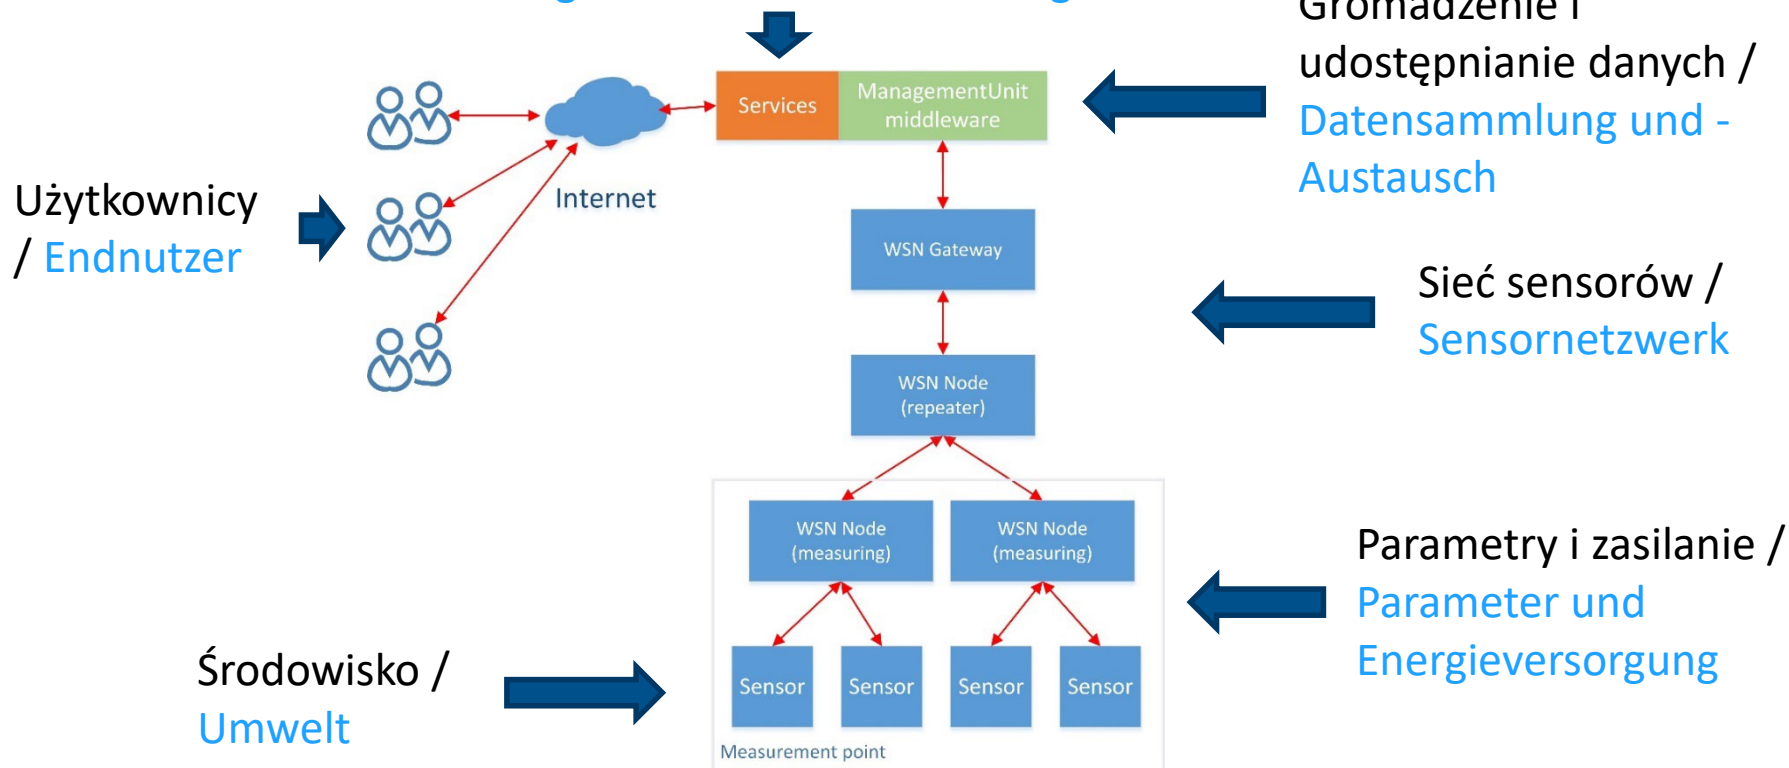 Gromadzenie i
udostępnianie danych /
Datensammlung und -
Austausch
Services
ManagementUnit
middleware
Internet
Użytkownicy
/ Endnutzer
WSN Gateway
Sieć sensorów /
Sensornetzwerk
WSN Node
(repeater)
WSN Node
(measuring)
WSN Node
(measuring)
Parametry i zasilanie /
Parameter und
Energieversorgung
Środowisko /
Umwelt
Sensor
Sensor
Sensor
Sensor
Measurement point